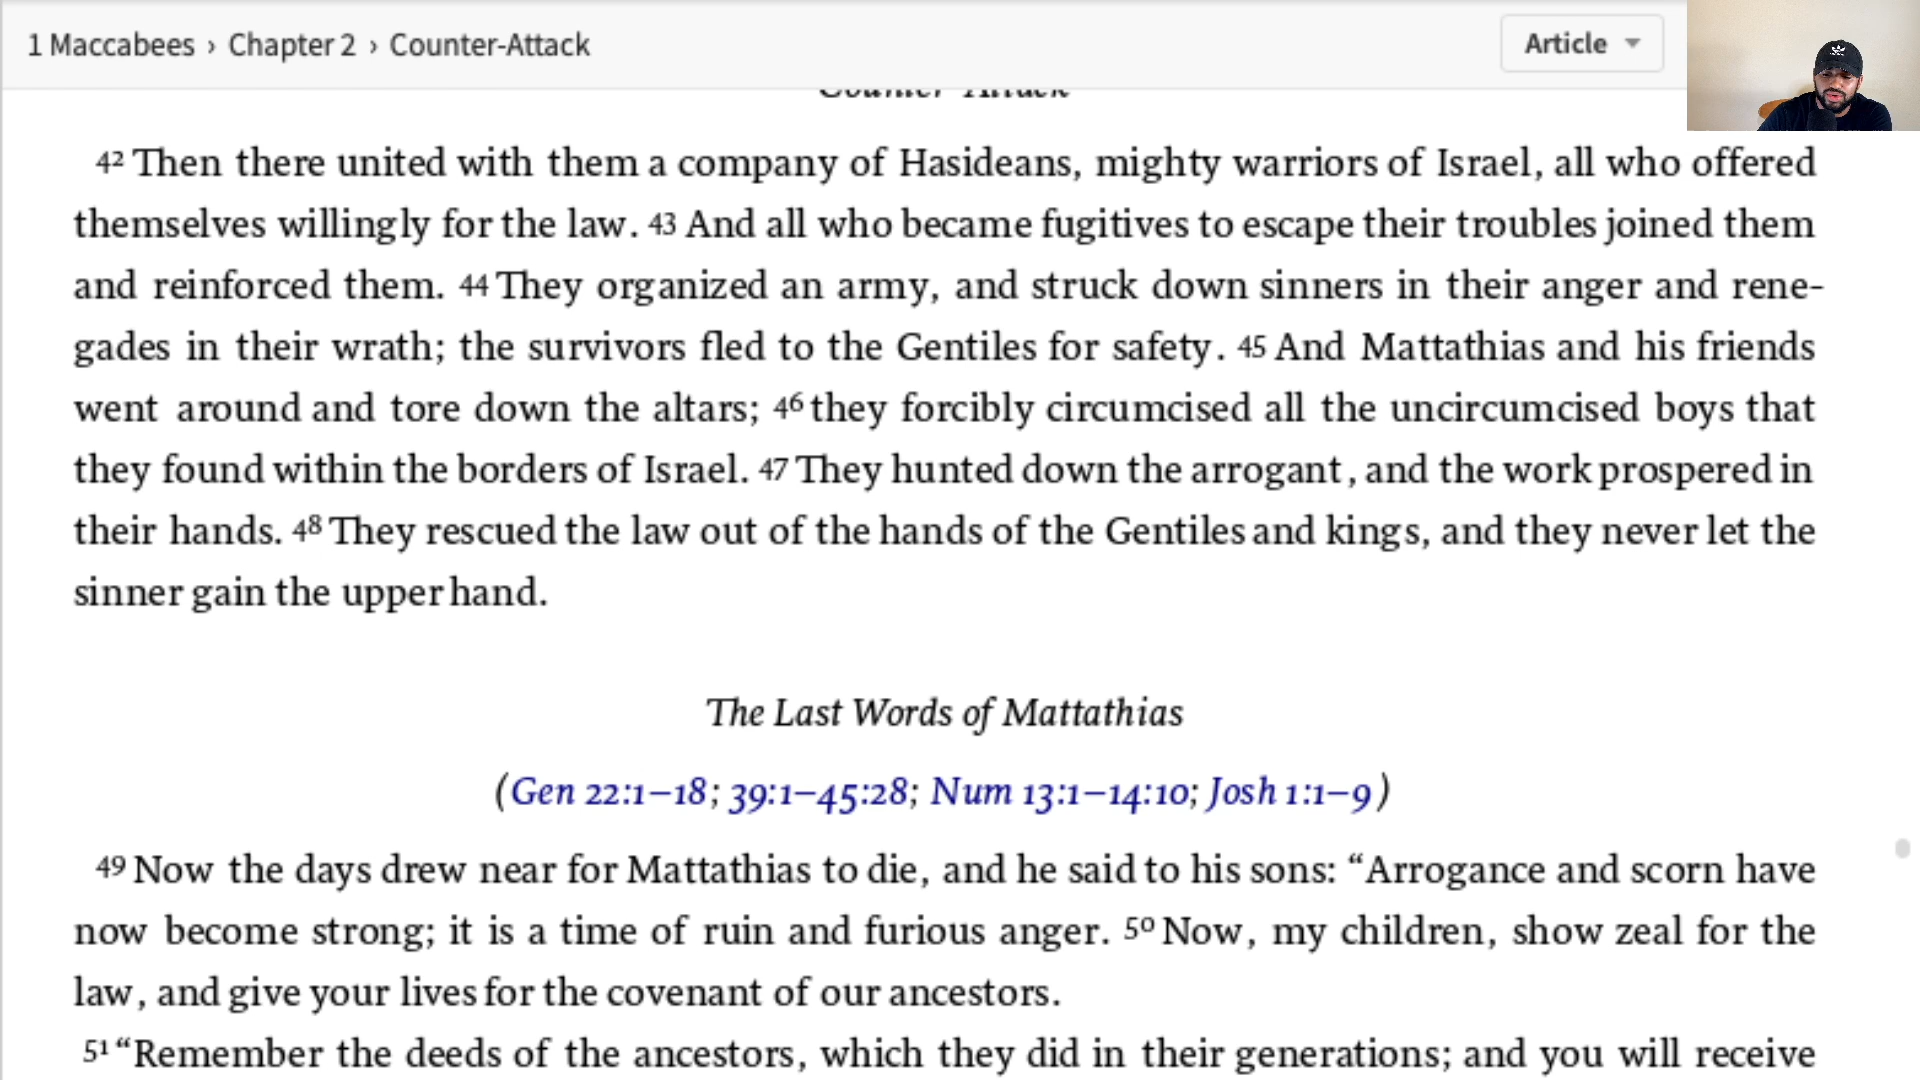 1 Maccabees › Chapter 2 › Counter-Attack
Article
Counter-Attack
42 Then there united with them a company of Hasideans, mighty warriors of Israel, all who offered
themselves willingly for the law. 43 And all who became fugitives to escape their troubles joined them
and reinforced them. 44 They organized an army, and struck down sinners in their anger and rene-
gades in their wrath; the survivors fled to the Gentiles for safety. 45 And Mattathias and his friends
went around and tore down the altars; 46 they forcibly circumcised all the uncircumcised boys that
they found within the borders of Israel. 47 They hunted down the arrogant, and the work prospered in
their hands. 48 They rescued the law out of the hands of the Gentiles and kings, and they never let the
sinner gain the upper hand.
The Last Words of Mattathias
(Gen 22:1–18; 39:1–45:28; Num 13:1–14:10; Josh 1:1–9)
49 Now the days drew near for Mattathias to die, and he said to his sons: “Arrogance and scorn have
now become strong; it is a time of ruin and furious anger. 50 Now, my children, show zeal for the
law, and give your lives for the covenant of our ancestors.
51 “Remember the deeds of the ancestors, which they did in their generations; and you will receive